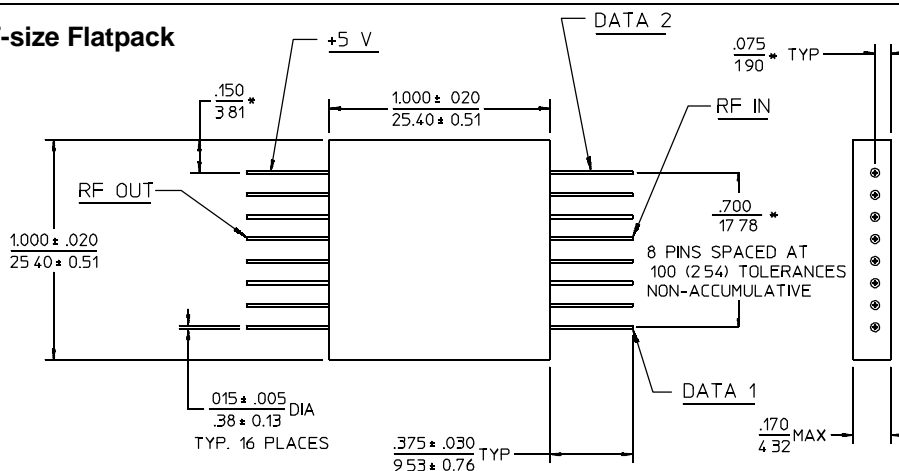 -size Flatpack
+5 V
DATA 2
.075
190 * TYP
.150
3 81 *
1.000 ± 020
25.40 ± 0.51
RF IN
RF OUT
.700
17 78 *
1.000 ± .020
25 40 ± 0.51
8 PINS SPACED AT
100 (2 54) TOLERANCES
NON-ACCUMULATIVE
015 ± .005
.38 ± 0.13 DIA
TYP. 16 PLACES
DATA 1
.375 ± .030
9 53 ± 0.76 TYP
.170
4 32 MAX